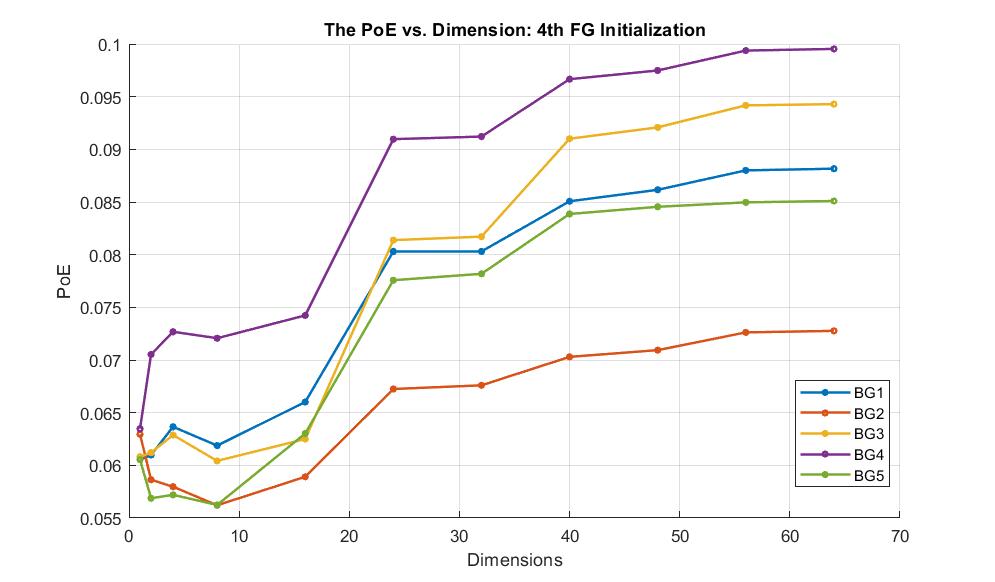 The PoE vs. Dimension: 4th FG Initialization
0.1
0.095
0.09
0.085
0.08
0.075
0.07
0.065
0.06
0.055
PoE
0 10 20 30 40 50 60 70
Dimensions
BG1
BG2
BG3
BG4
BG5